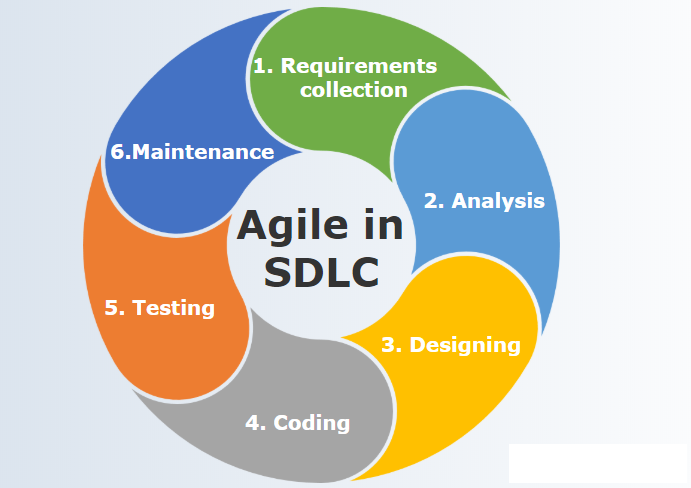 Agile in
SDLC
1. Requirements
collection
2. Analysis
3. Designing
4. Coding
5. Testing
6.Maintenance